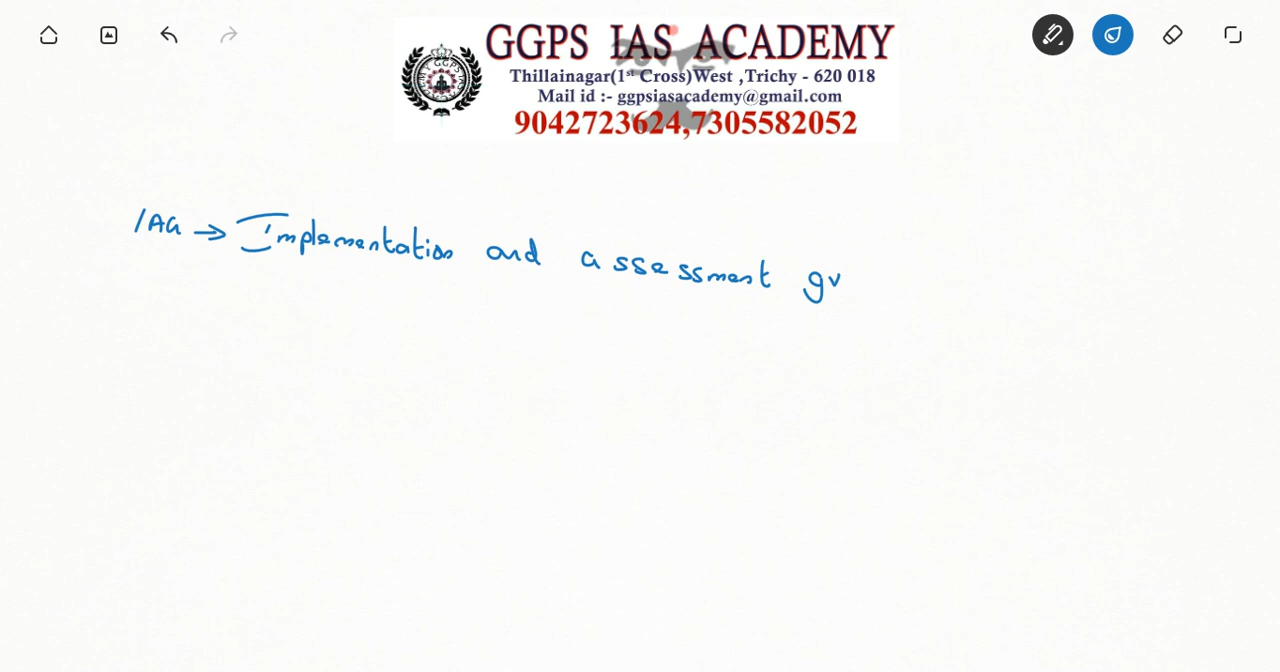 GGPS IAS ACADEMY
Thillainagar(1st Cross)West ,Trichy - 620 018
Mail id :- ggpsiasacademy@gmail.com
9042723624,7305582052
IAG → Implementation and assessment gu